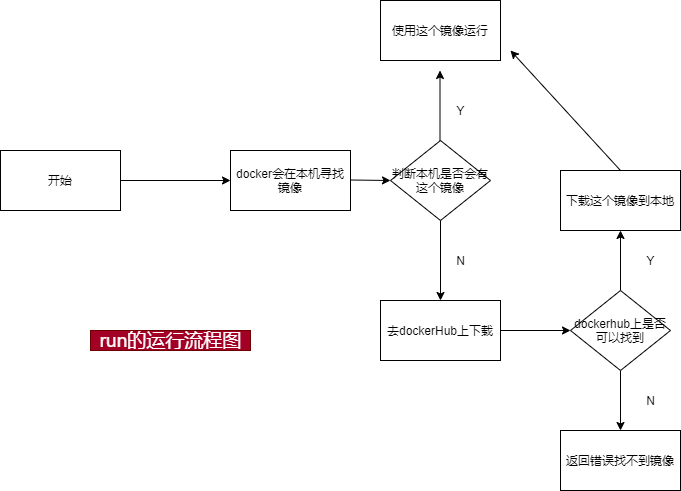 使用这个镜像运行
Y
开始
docker会在本机寻找
镜像
判断本机是否会有
这个镜像
下载这个镜像到本地
N
Y
去dockerHub上下载
dockerhub上是否
可以找到
run的运行流程图
N
返回错误找不到镜像